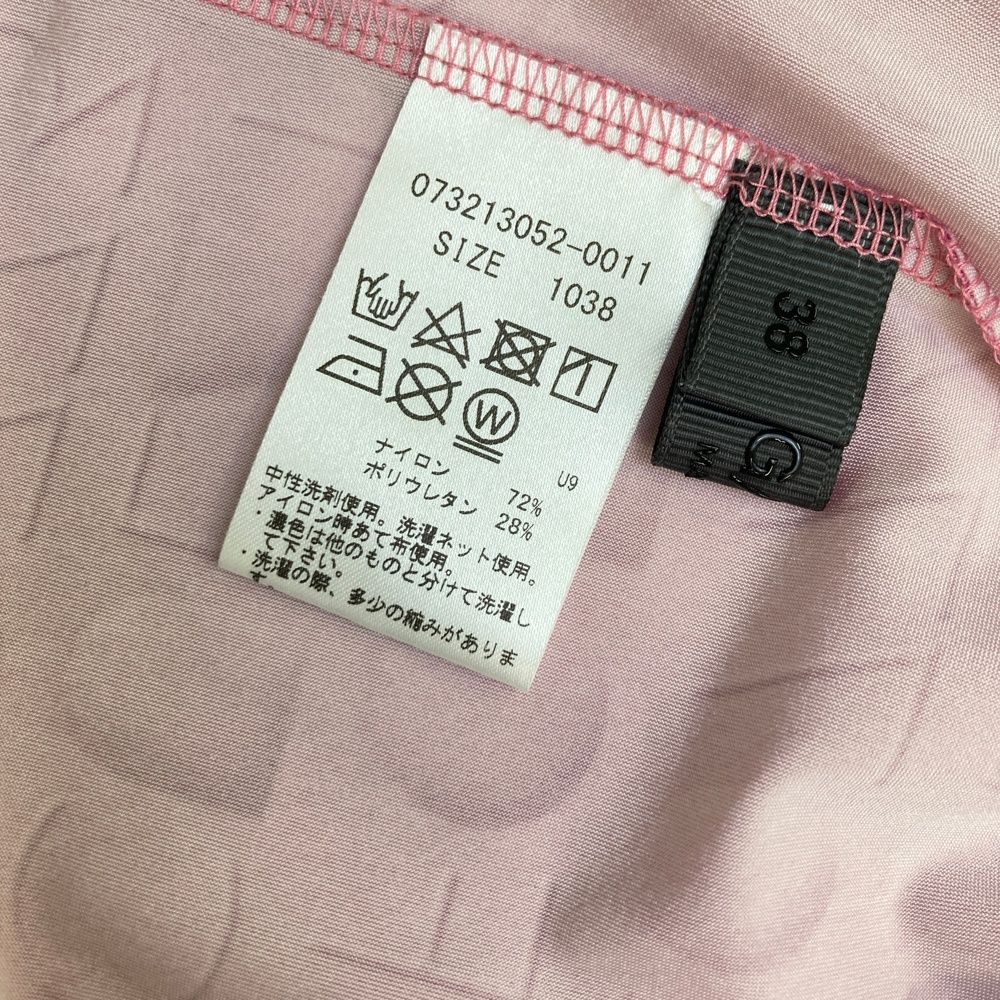 073213052-0011
SIZE 1038
W
ナイロン 72% U9
ポリウレタン 28%
中性洗剤使用。洗濯ネット使用。
アイロン時あて布使用。
・濃色は他のものと分けて洗濯し
て下さい。
・洗濯の際、多少の縮みがありま
す。
38